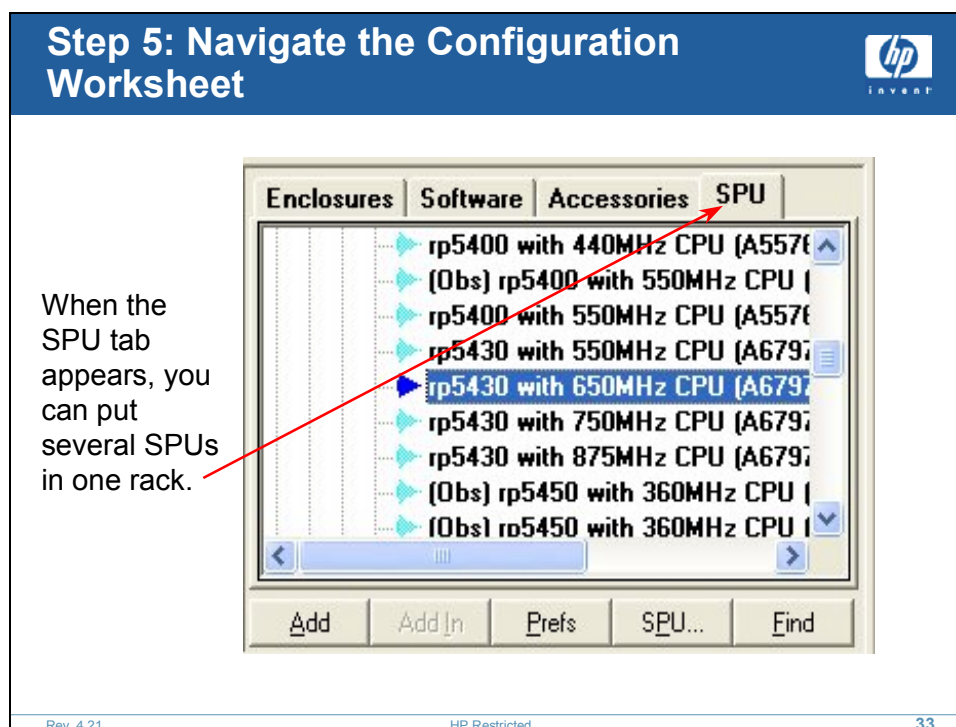 Step 5: Navigate the Configuration
Worksheet
hp
invent
When the
SPU tab
appears, you
can put
several SPUs
in one rack.
Enclosures Software Accessories SPU
rp5400 with 440MHz CPU (A5576
(Obs) rp5400 with 550MHz CPU (
rp5400 with 550MHz CPU (A5576
rp5430 with 550MHz CPU (A6797
rp5430 with 650MHz CPU (A6797
rp5430 with 750MHz CPU (A6797
rp5430 with 875MHz CPU (A6797
(Obs) rp5450 with 360MHz CPU (
(Obs) rp5450 with 360MHz CPU (
Add Add In Prefs SPU... Find
Rev. 4.21 HP Restricted 33